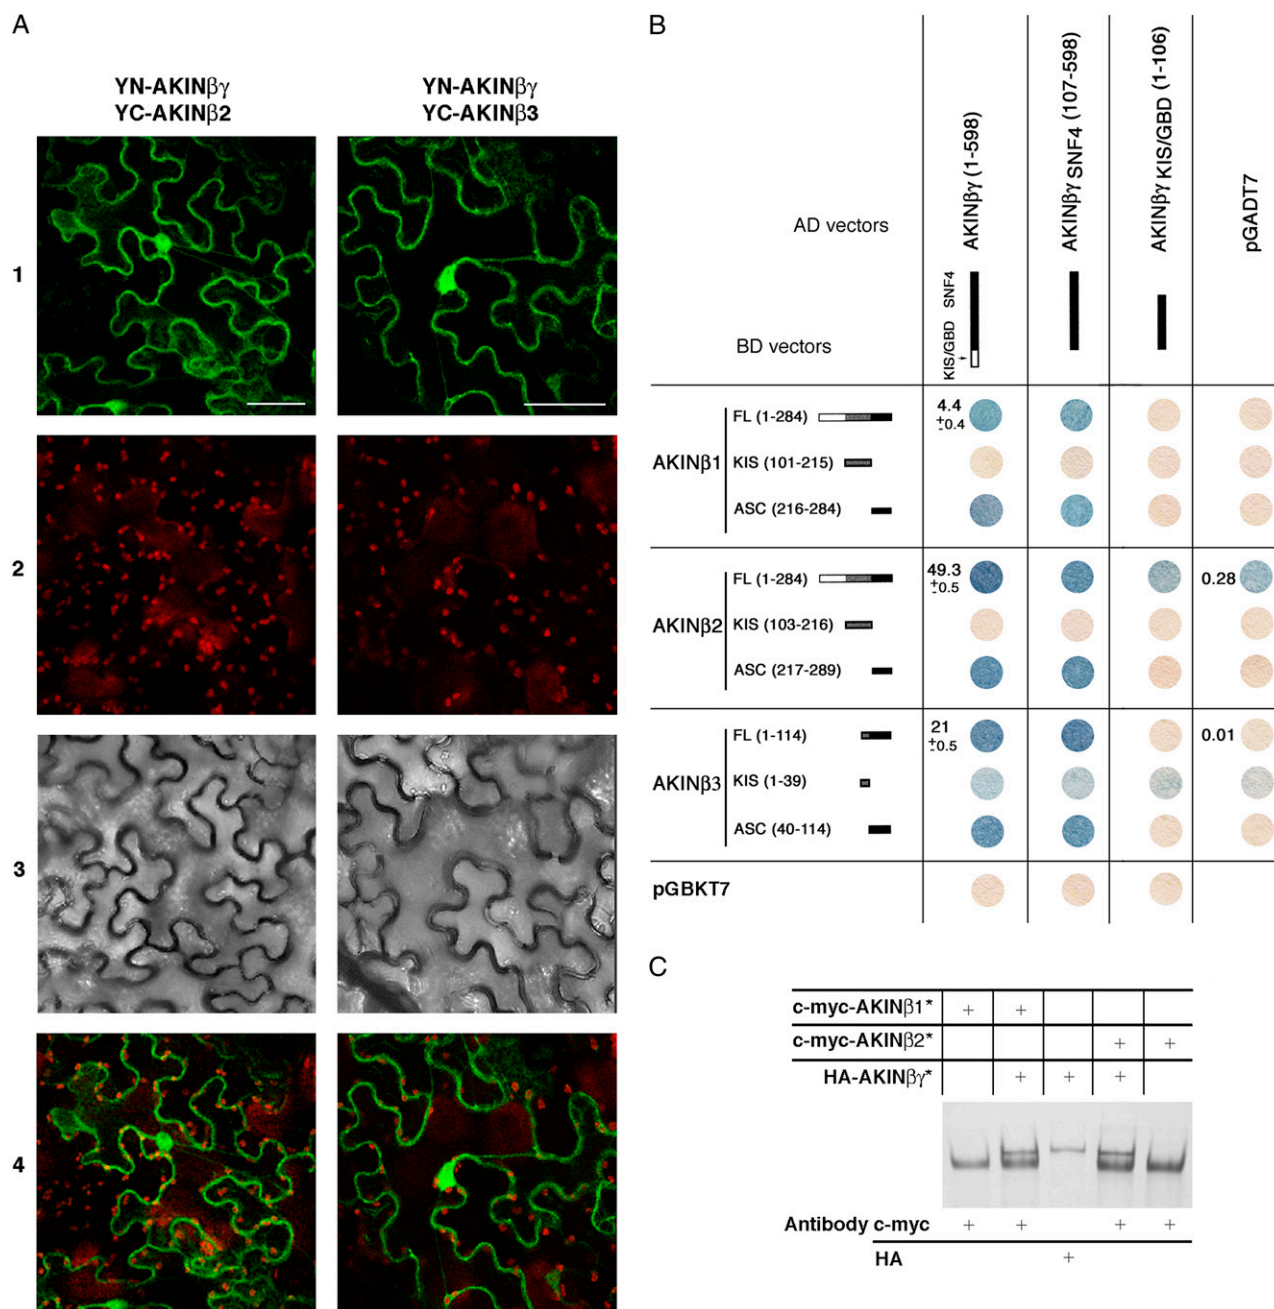 A
YN-AKINβγ
YC-AKINβ2
YN-AKINβγ
YC-AKINβ3
1
2
3
4
B
AD vectors
BD vectors
AKINβγ (1-598)
AKINβγ SNF4 (107-598)
AKINβγ KIS/GBD (1-106)
pGADT7
KIS/GBD SNF4
AKINβ1
FL (1-284)
4.4
+-0.4
KIS (101-215)
ASC (216-284)
AKINβ2
FL (1-284)
49.3
+-0.5
0.28
KIS (103-216)
ASC (217-289)
AKINβ3
FL (1-114)
21
+-0.5
0.01
KIS (1-39)
ASC (40-114)
pGBKT7
C
c-myc-AKINβ1* + +
c-myc-AKINβ2* + +
HA-AKINβγ* + + +
Antibody c-myc + + + +
HA +